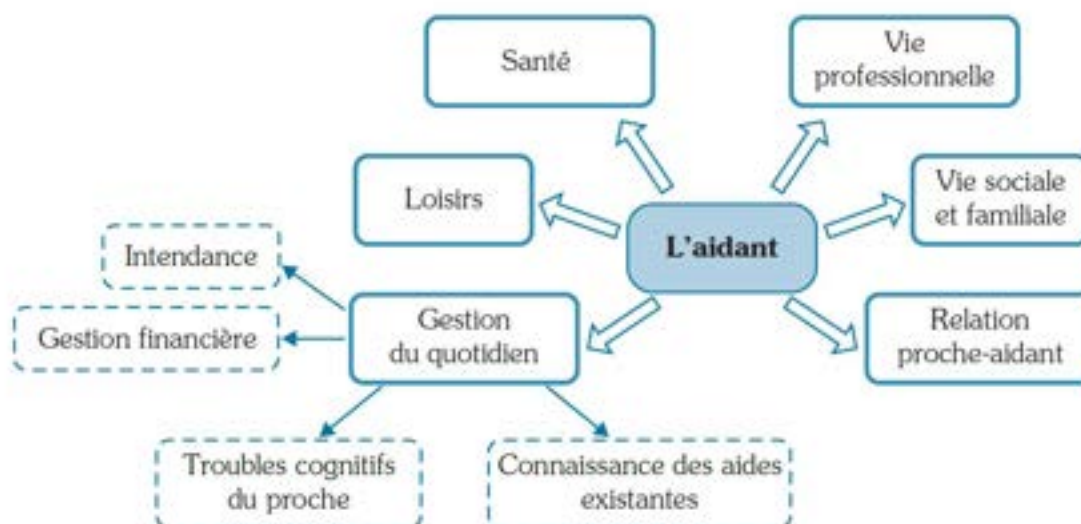 Santé
Vie
professionnelle
Loisirs
Vie sociale
et familiale
L'aidant
Intendance
Gestion financière
Gestion
du quotidien
Relation
proche-aidant
Troubles cognitifs
du proche
Connaissance des aides
existantes